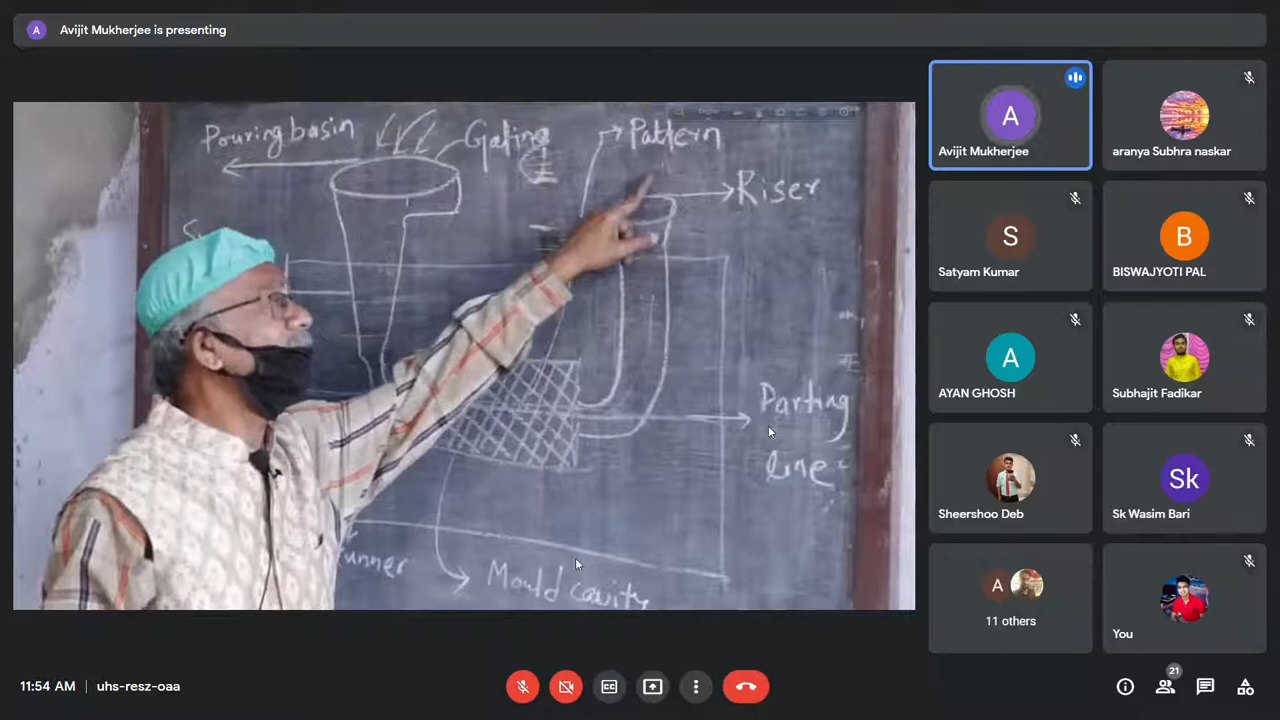 A
Avijit Mukherjee is presenting
Pouring basin
Gating
Pattern
Riser
Parting
line
Mould cavity
A
Avijit Mukherjee
aranya Subhra naskar
S
Satyam Kumar
B
BISWAJYOTI PAL
A
AYAN GHOSH
Subhajit Fadikar
Sheershoo Deb
Sk
Sk Wasim Bari
A
11 others
You
11:54 AM | uhs-resz-oaa
CC
21